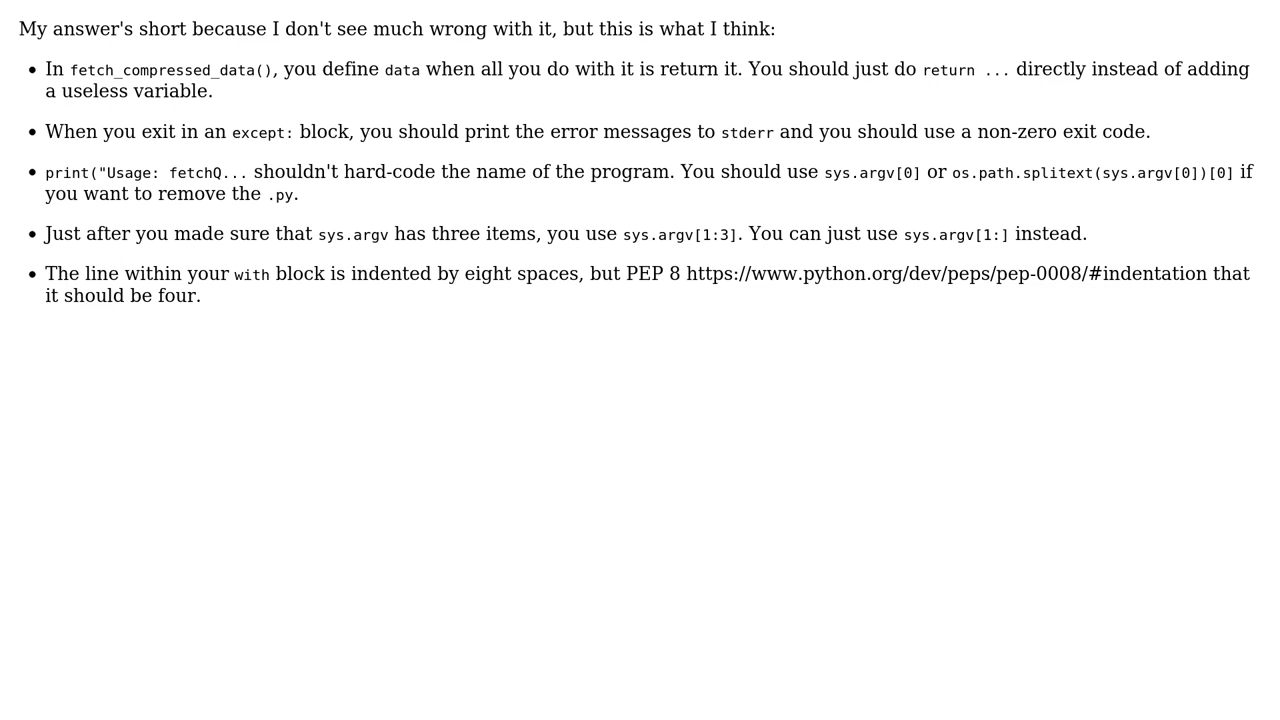 My answer's short because I don't see much wrong with it, but this is what I think:
• In fetch_compressed_data(), you define data when all you do with it is return it. You should just do return ... directly instead of adding
a useless variable.
• When you exit in an except: block, you should print the error messages to stderr and you should use a non-zero exit code.
• print("Usage: fetchQ... shouldn't hard-code the name of the program. You should use sys.argv[0] or os.path.splitext(sys.argv[0])[0] if
you want to remove the .py.
• Just after you made sure that sys.argv has three items, you use sys.argv[1:3]. You can just use sys.argv[1:] instead.
• The line within your with block is indented by eight spaces, but PEP 8 https://www.python.org/dev/peps/pep-0008/#indentation that
it should be four.